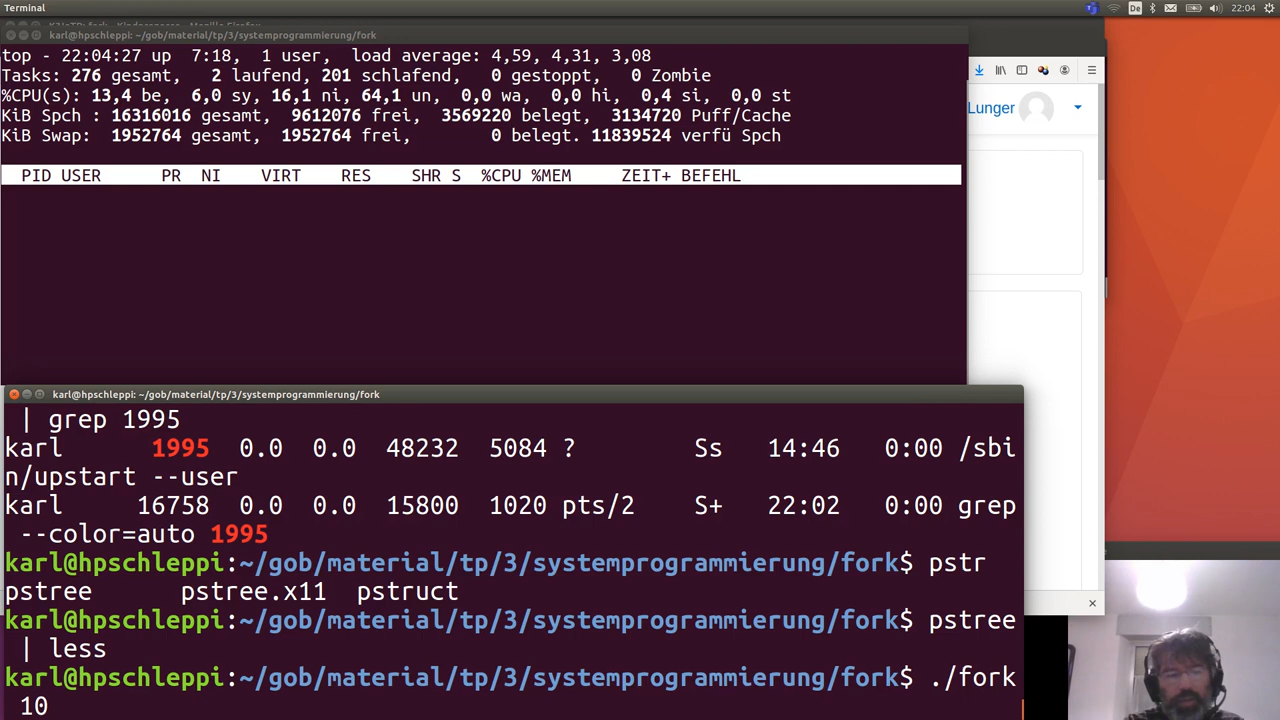 Terminal
De
22:04
karl@hpschleppi: ~/gob/material/tp/3/systemprogrammierung/fork
top - 22:04:27 up  7:18,  1 user,  load average: 4,59, 4,31, 3,08
Tasks: 276 gesamt,   2 laufend, 201 schlafend,   0 gestoppt,   0 Zombie
%CPU(s): 13,4 be,  6,0 sy, 16,1 ni, 64,1 un,  0,0 wa,  0,0 hi,  0,4 si,  0,0 st
KiB Spch : 16316016 gesamt,  9612076 frei,  3569220 belegt,  3134720 Puff/Cache
KiB Swap:  1952764 gesamt,  1952764 frei,        0 belegt. 11839524 verfü Spch
PID USER      PR  NI    VIRT    RES    SHR S  %CPU %MEM     ZEIT+ BEFEHL
Lunger
karl@hpschleppi: ~/gob/material/tp/3/systemprogrammierung/fork
| grep 1995
karl      1995  0.0  0.0  48232  5084 ?        Ss   14:46   0:00 /sbi
n/upstart --user
karl     16758  0.0  0.0  15800  1020 pts/2    S+   22:02   0:00 grep
--color=auto 1995
karl@hpschleppi:~/gob/material/tp/3/systemprogrammierung/fork$ pstr
pstree      pstree.x11  pstruct
karl@hpschleppi:~/gob/material/tp/3/systemprogrammierung/fork$ pstree
| less
karl@hpschleppi:~/gob/material/tp/3/systemprogrammierung/fork$ ./fork
10